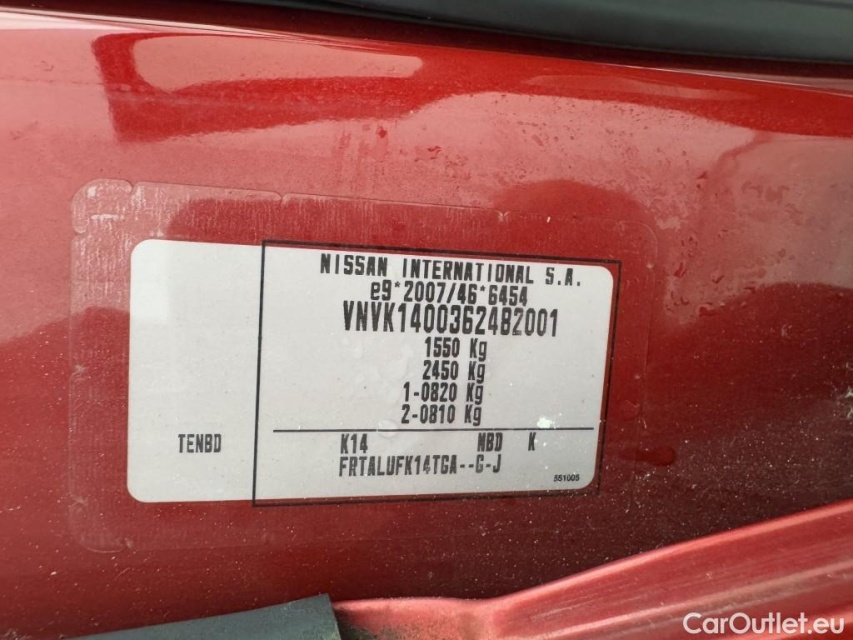 NISSAN INTERNATIONAL S.A.
e9*2007/46*6454
VNVK1400362482001
1550 Kg
2450 Kg
1-0820 Kg
2-0810 Kg
TENBD K14 NBD K
FRTALUFK14TGA--G-J
551005
CarOutlet.eu